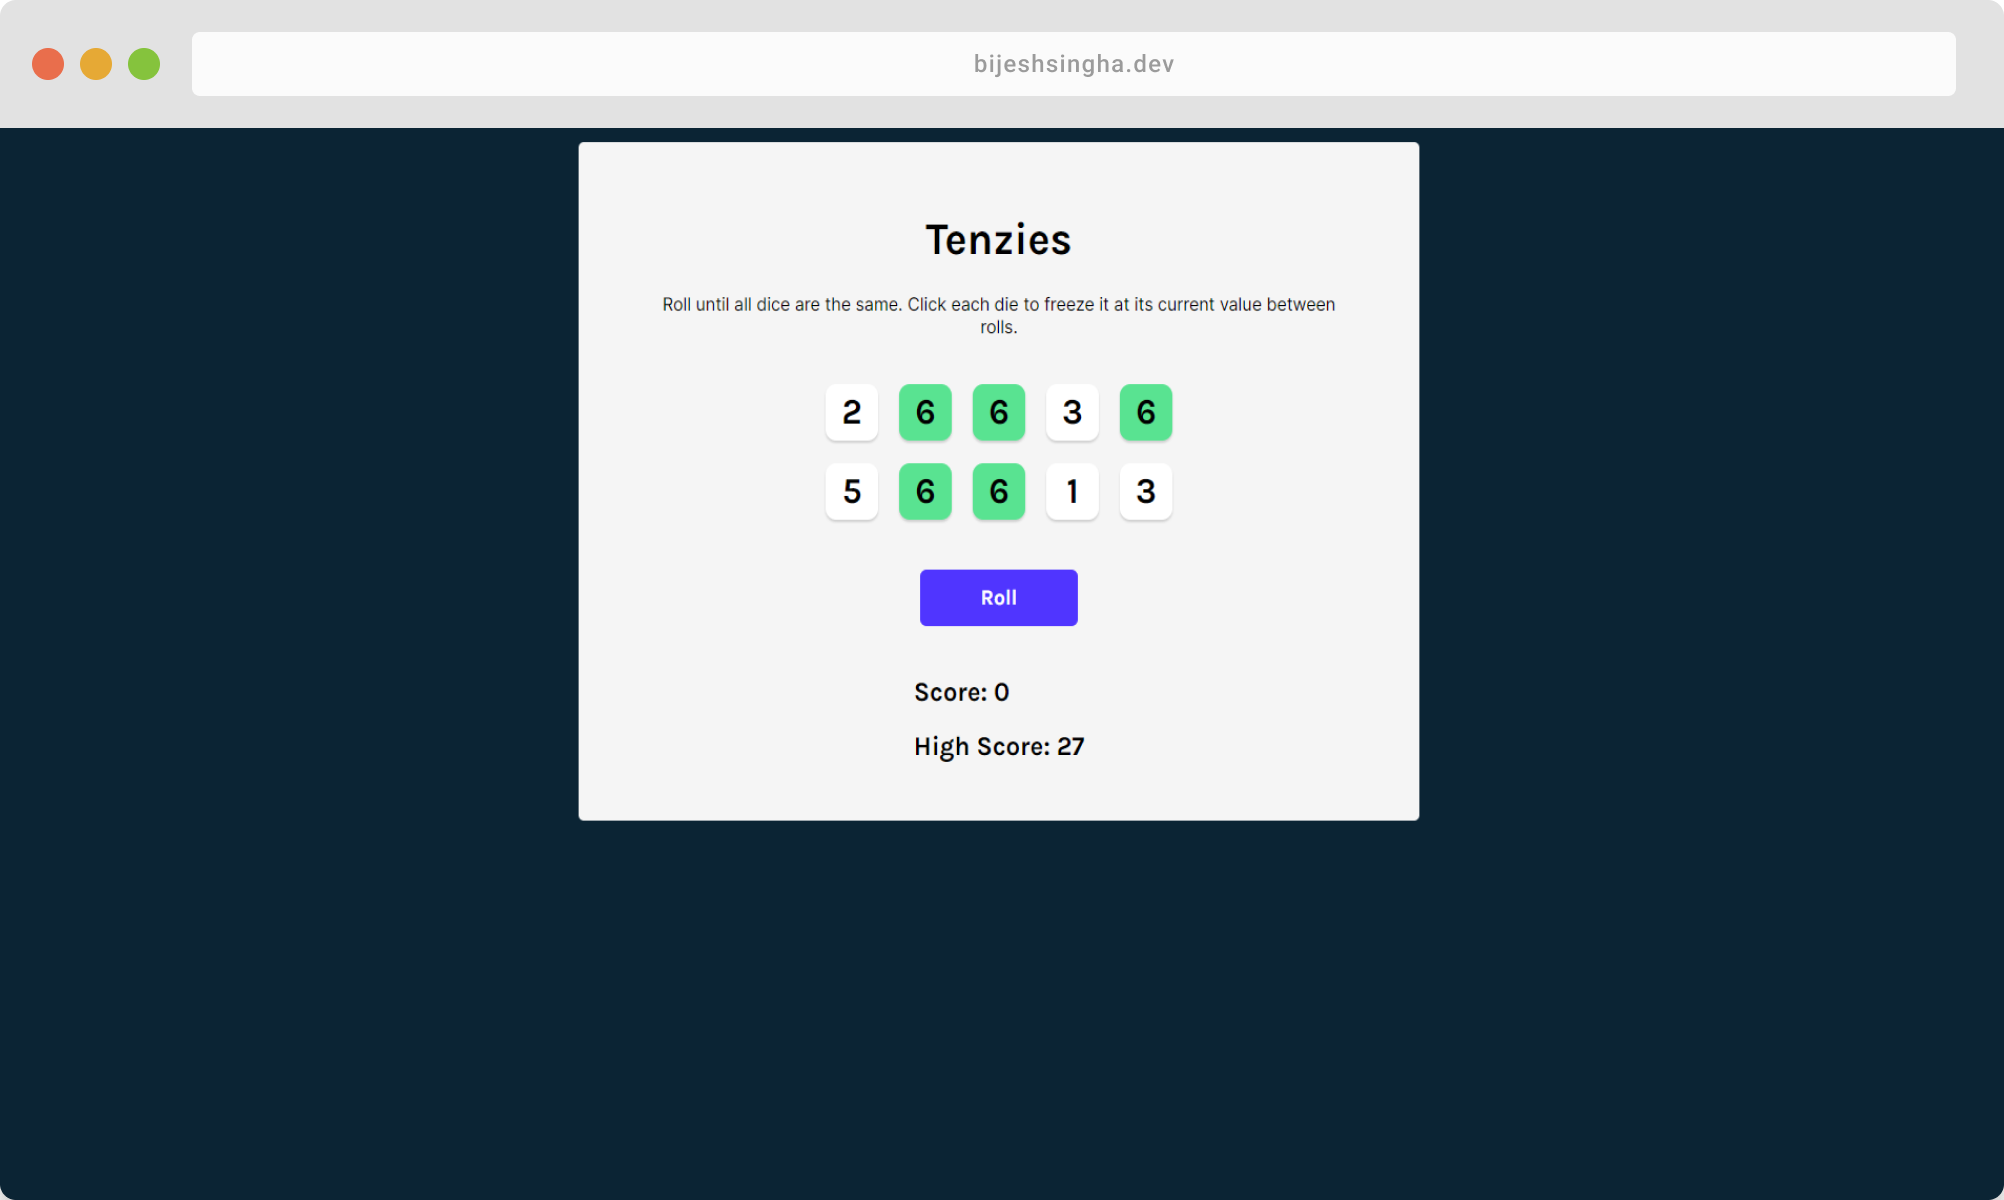 bijeshsingha.dev
Tenzies
Roll until all dice are the same. Click each die to freeze it at its current value between
rolls.
2 6 6 3 6
5 6 6 1 3
Roll
Score: 0
High Score: 27